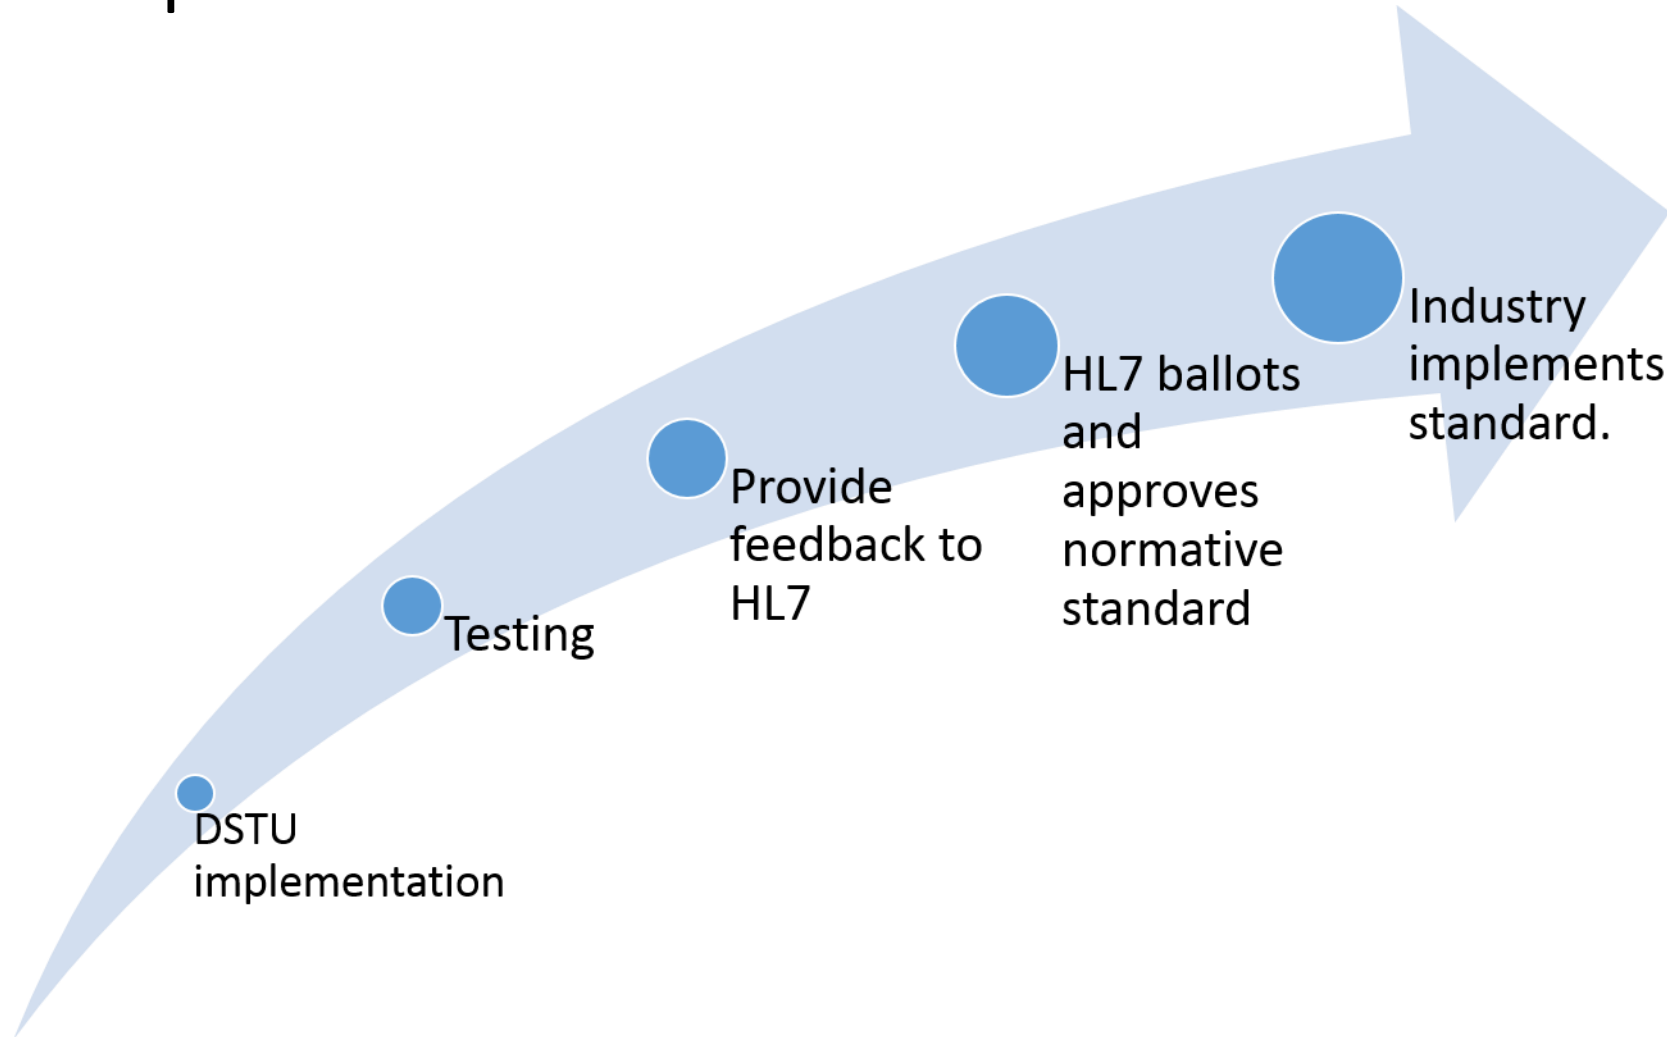 DSTU
implementation
Testing
Provide
feedback to
HL7
HL7 ballots
and
approves
normative
standard
Industry
implements
standard.